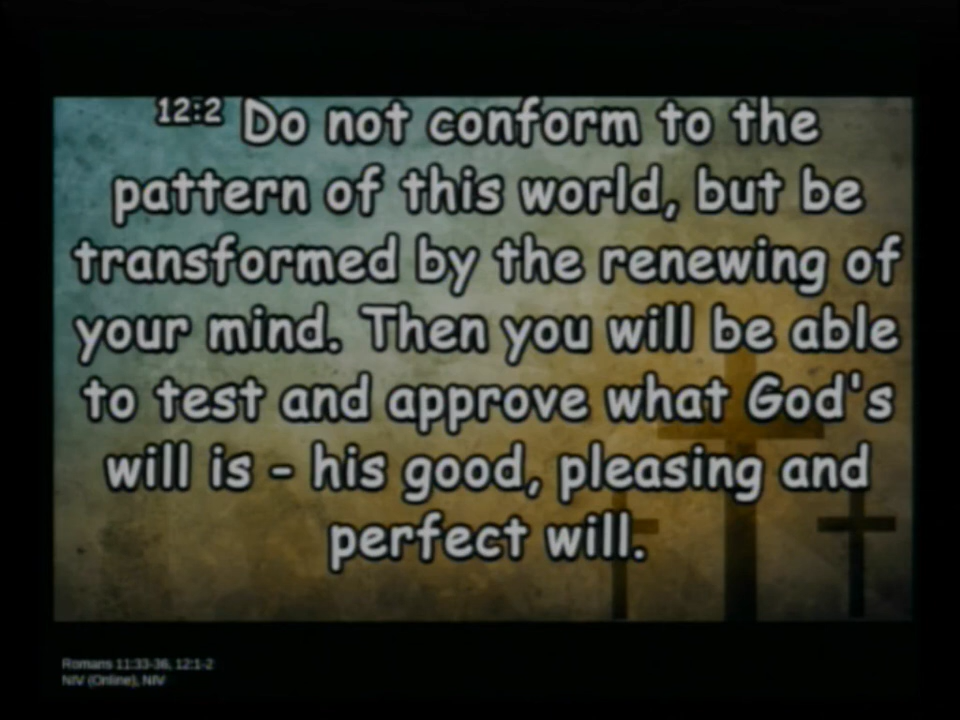 12:2 Do not conform to the
pattern of this world, but be
transformed by the renewing of
your mind. Then you will be able
to test and approve what God's
will is - his good, pleasing and
perfect will.
Romans 11:33-36, 12:1-2
NIV (Online), NIV